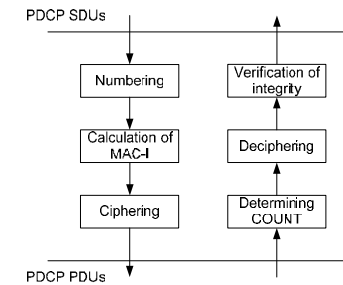 PDCP SDUs
Numbering
Calculation of
MAC-I
Ciphering
Verification of
integrity
Deciphering
Determining
COUNT
PDCP PDUs